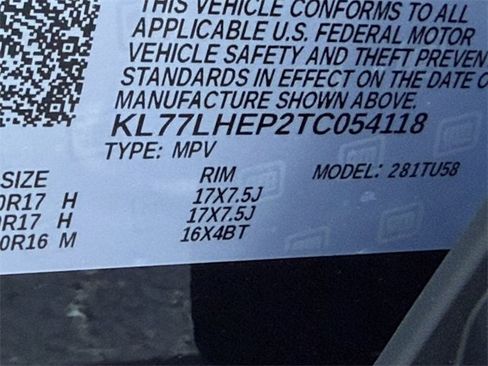 THIS VEHICLE CONFORMS TO ALL
APPLICABLE U.S. FEDERAL MOTOR
VEHICLE SAFETY AND THEFT PREVEN
STANDARDS IN EFFECT ON THE DATE O
MANUFACTURE SHOWN ABOVE.
KL77LHEP2TC054118
TYPE: MPV MODEL: 281TU58
SIZE RIM
0R17 H 17X7.5J
0R17 H 17X7.5J
0R16 M 16X4BT